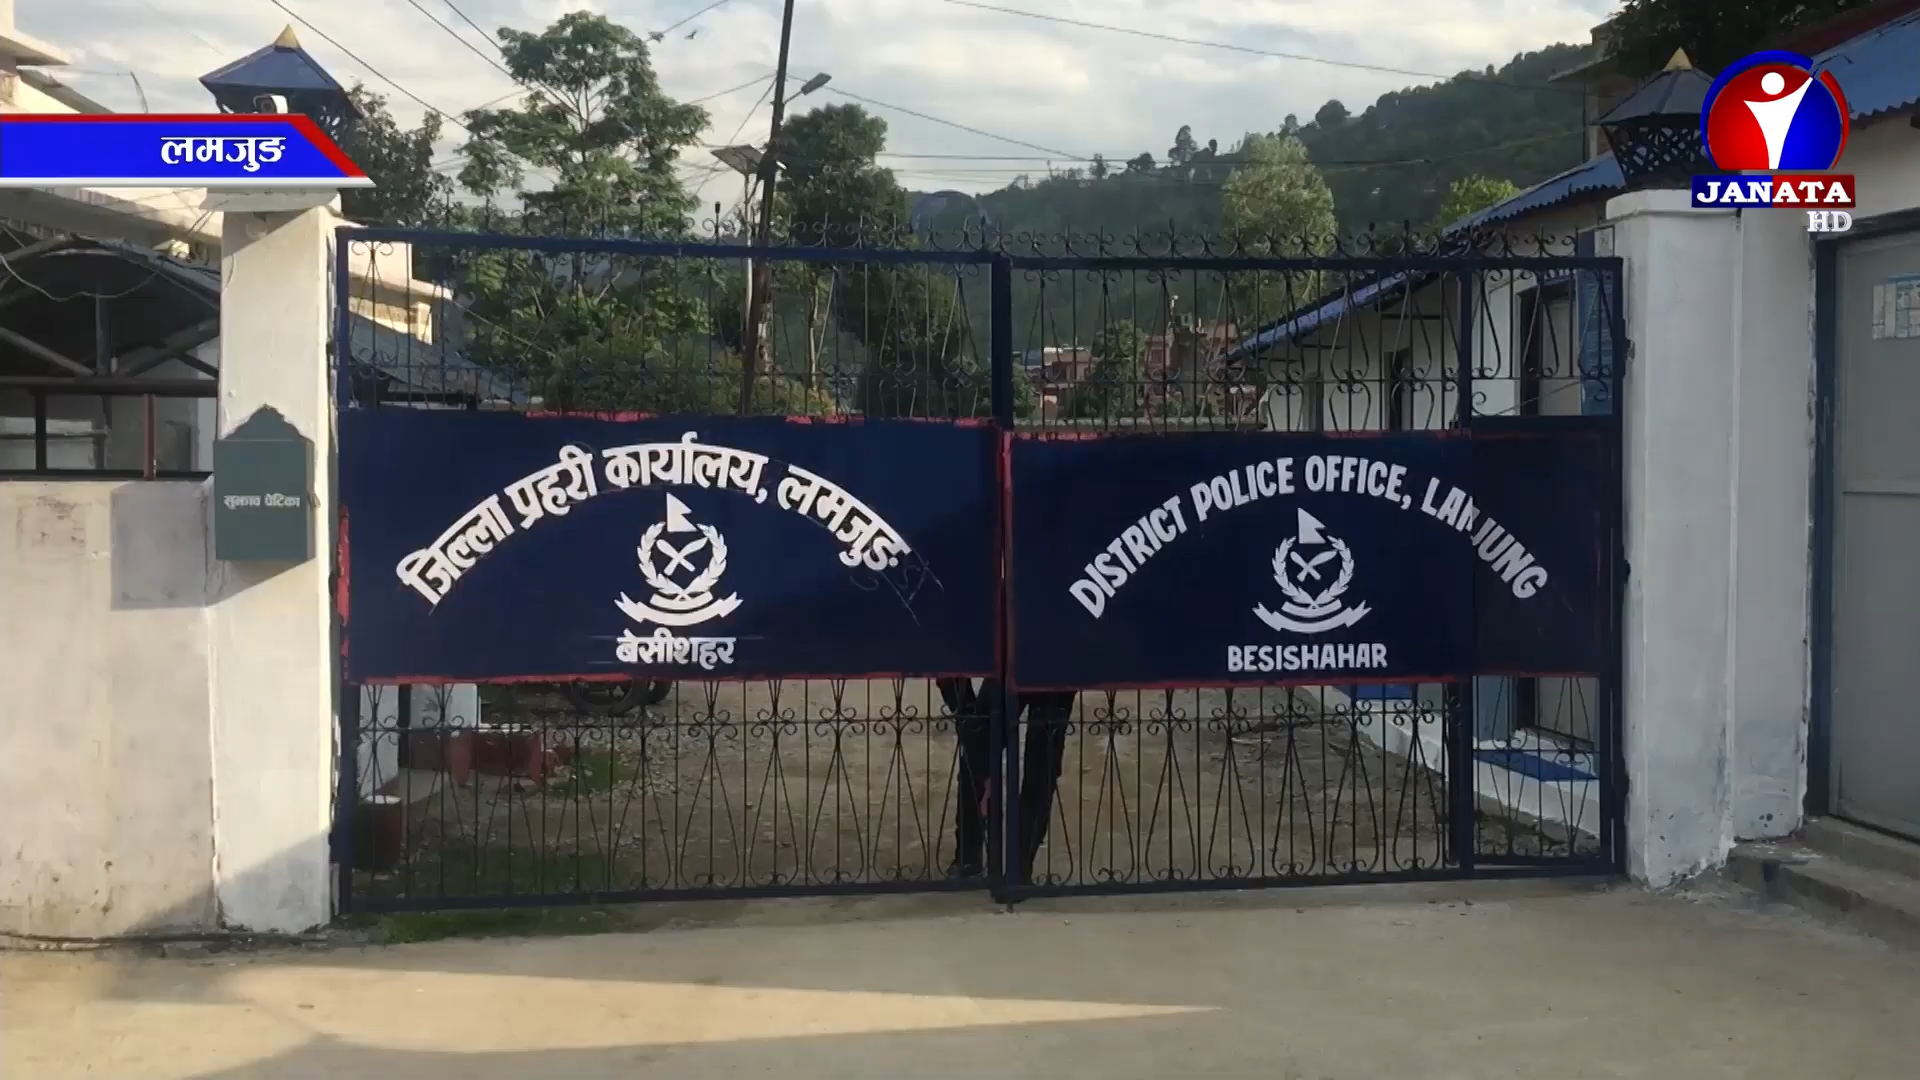 लमजुङ
JANATA
HD
जिल्ला प्रहरी कार्यालय, लमजुङ
बेसीशहर
DISTRICT POLICE OFFICE, LAMJUNG
BESISHAHAR
सुझाव पेटिका